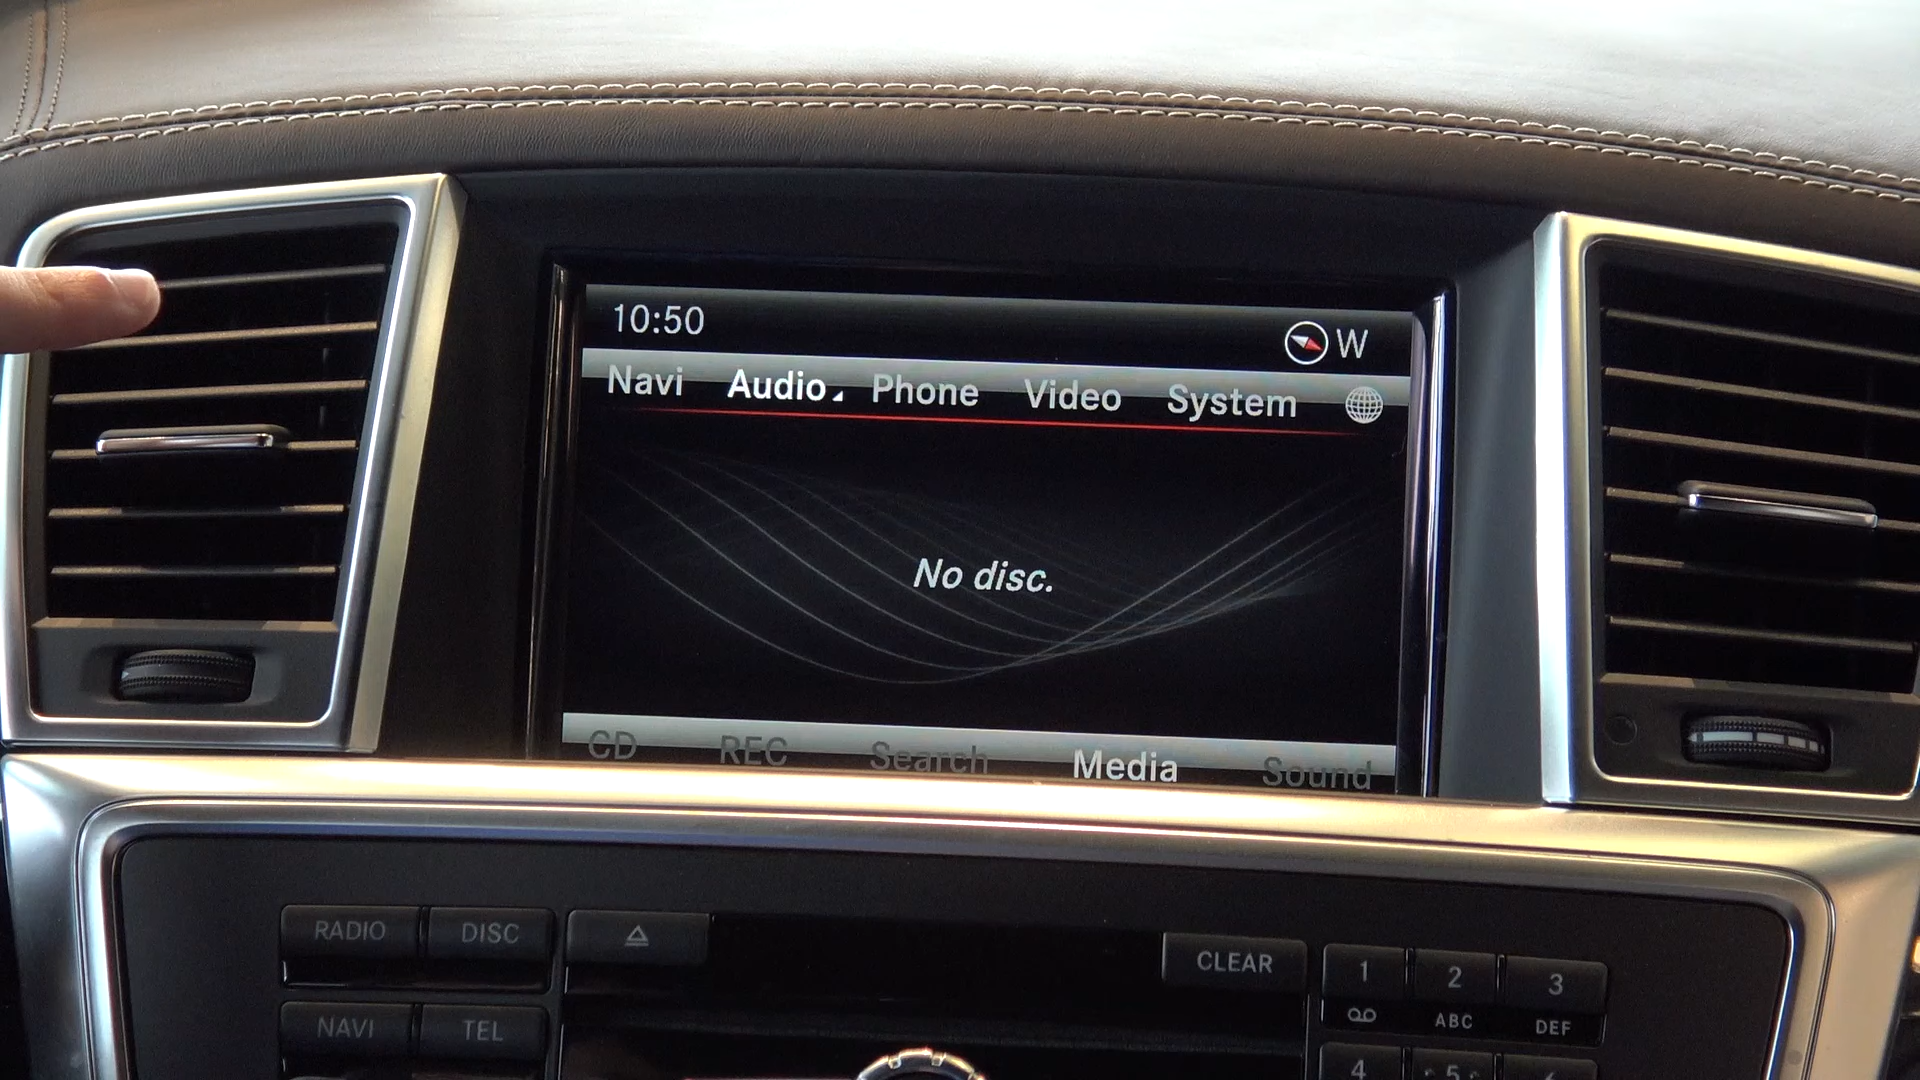 10:50 W
Navi Audio Phone Video System
No disc.
CD REC Search Media Sound
RADIO DISC CLEAR 1 2 3
ABC DEF
NAVI TEL
4 5